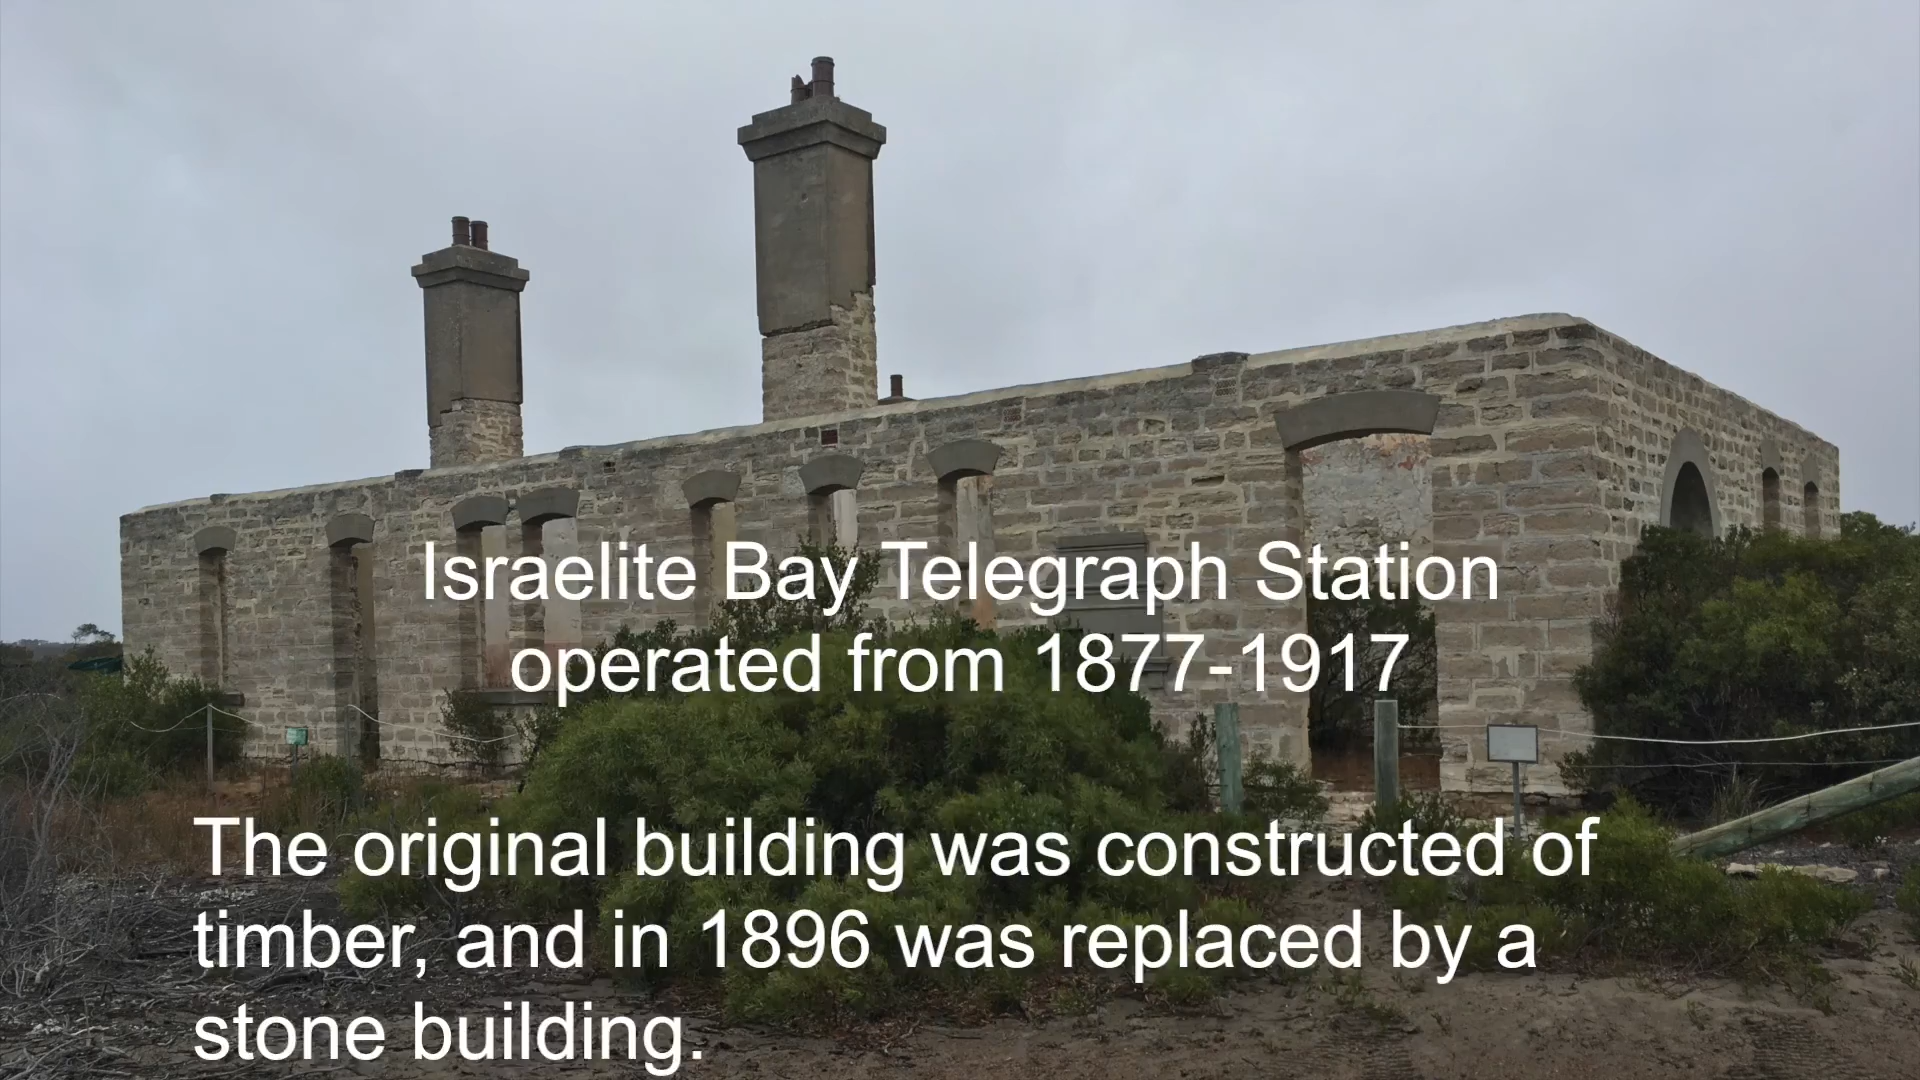 Israelite Bay Telegraph Station
operated from 1877-1917
The original building was constructed of
timber, and in 1896 was replaced by a
stone building.